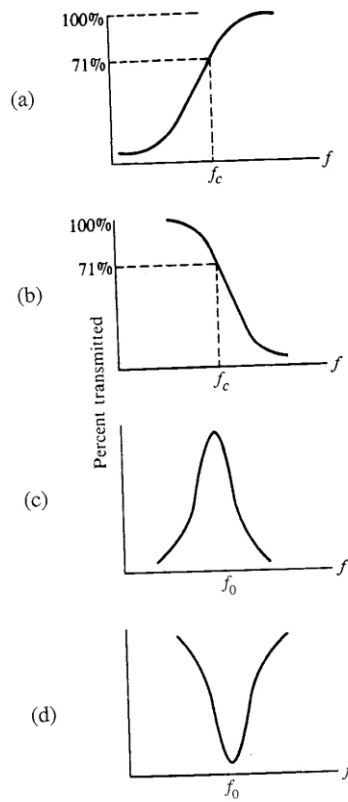 100%
71%
(a)
f
f_c
100%
71%
(b)
f
f_c
Percent transmitted
(c)
f
f_0
(d)
f
f_0